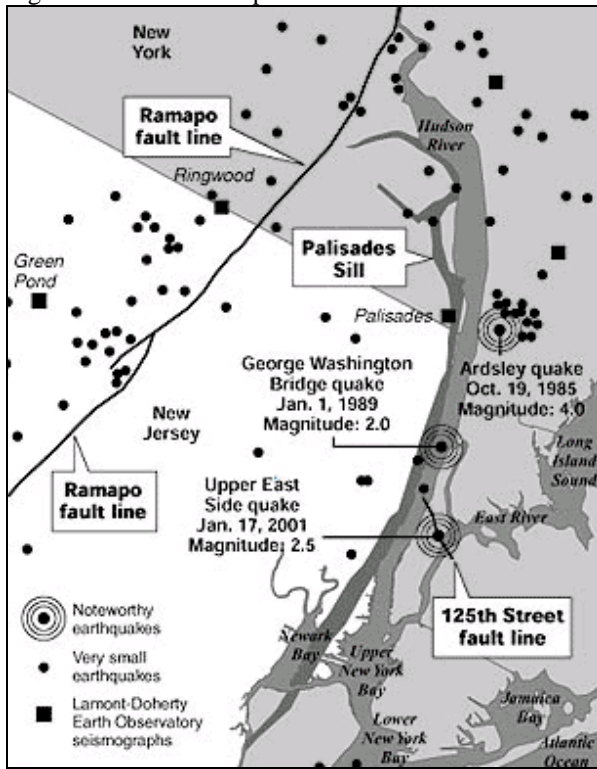 New
York
Ramapo
fault line
Ringwood
Hudson
River
Green
Pond
Palisades
Sill
Palisades
George Washington
Bridge quake
Jan. 1, 1989
Magnitude: 2.0
Ardsley quake
Oct. 19, 1985
Magnitude: 4.0
New
Jersey
Long
Island
Sound
Ramapo
fault line
Upper East
Side quake
Jan. 17, 2001
Magnitude: 2.5
East River
125th Street
fault line
Noteworthy
earthquakes
Very small
earthquakes
Lamont-Doherty
Earth Observatory
seismographs
Newark
Bay
Upper
New York
Bay
Lower
New York
Bay
Jamaica
Bay
Atlantic
Ocean